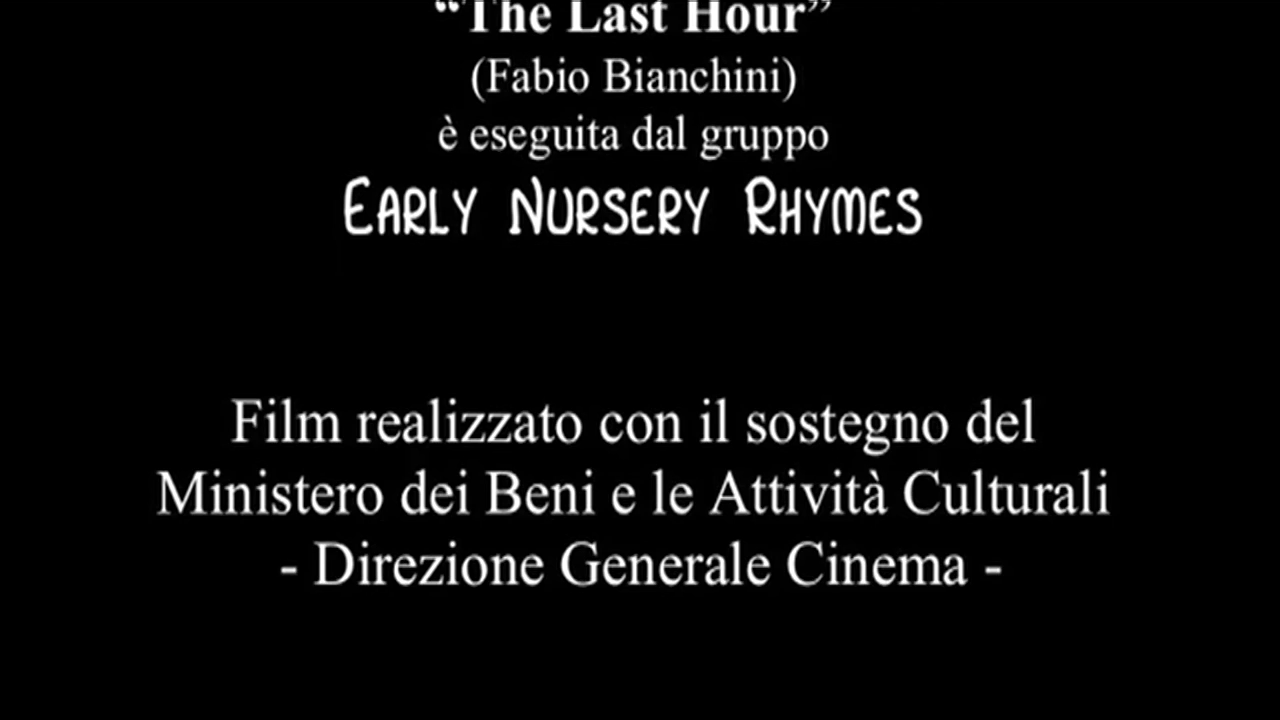 “The Last Hour”
(Fabio Bianchini)
è eseguita dal gruppo
EARLY NURSERY RHYMES
Film realizzato con il sostegno del
Ministero dei Beni e le Attività Culturali
- Direzione Generale Cinema -